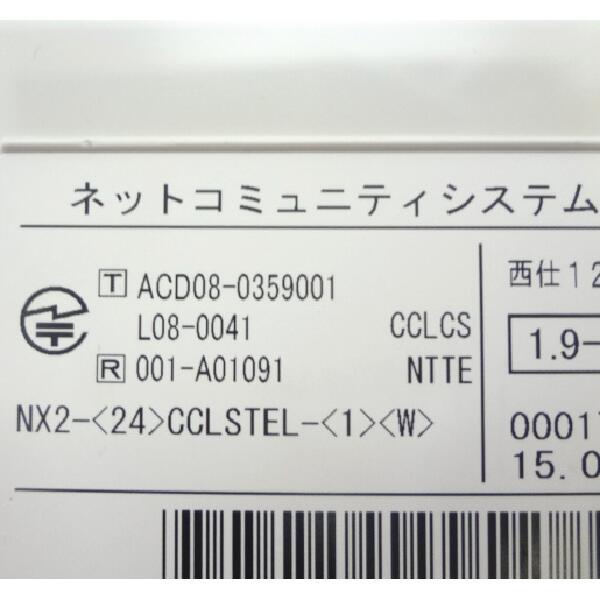 ネットコミュニティシステム
T ACD08-0359001
L08-0041 CCLCS
R 001-A01091 NTTE
NX2-<24>CCLSTEL-<1><W>
西仕12
1.9-
0001
15.0